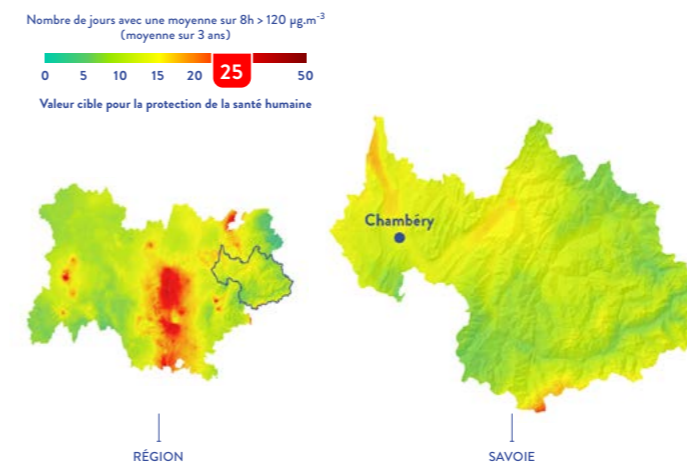 Nombre de jours avec une moyenne sur 8h > 120 µg.m⁻³
(moyenne sur 3 ans)
0 5 10 15 20 25 50
Valeur cible pour la protection de la santé humaine
Chambéry
RÉGION
SAVOIE